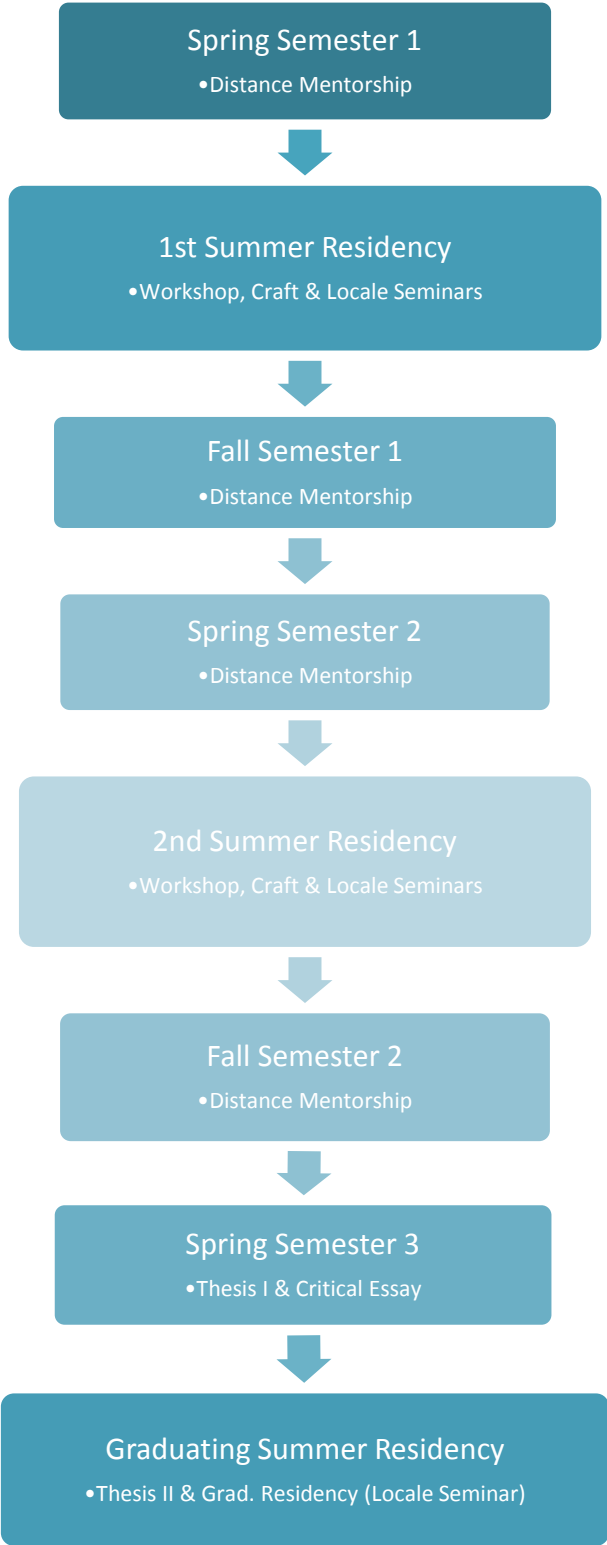 Spring Semester 1
•Distance Mentorship
1st Summer Residency
•Workshop, Craft & Locale Seminars
Fall Semester 1
•Distance Mentorship
Spring Semester 2
•Distance Mentorship
2nd Summer Residency
•Workshop, Craft & Locale Seminars
Fall Semester 2
•Distance Mentorship
Spring Semester 3
•Thesis I & Critical Essay
Graduating Summer Residency
•Thesis II & Grad. Residency (Locale Seminar)